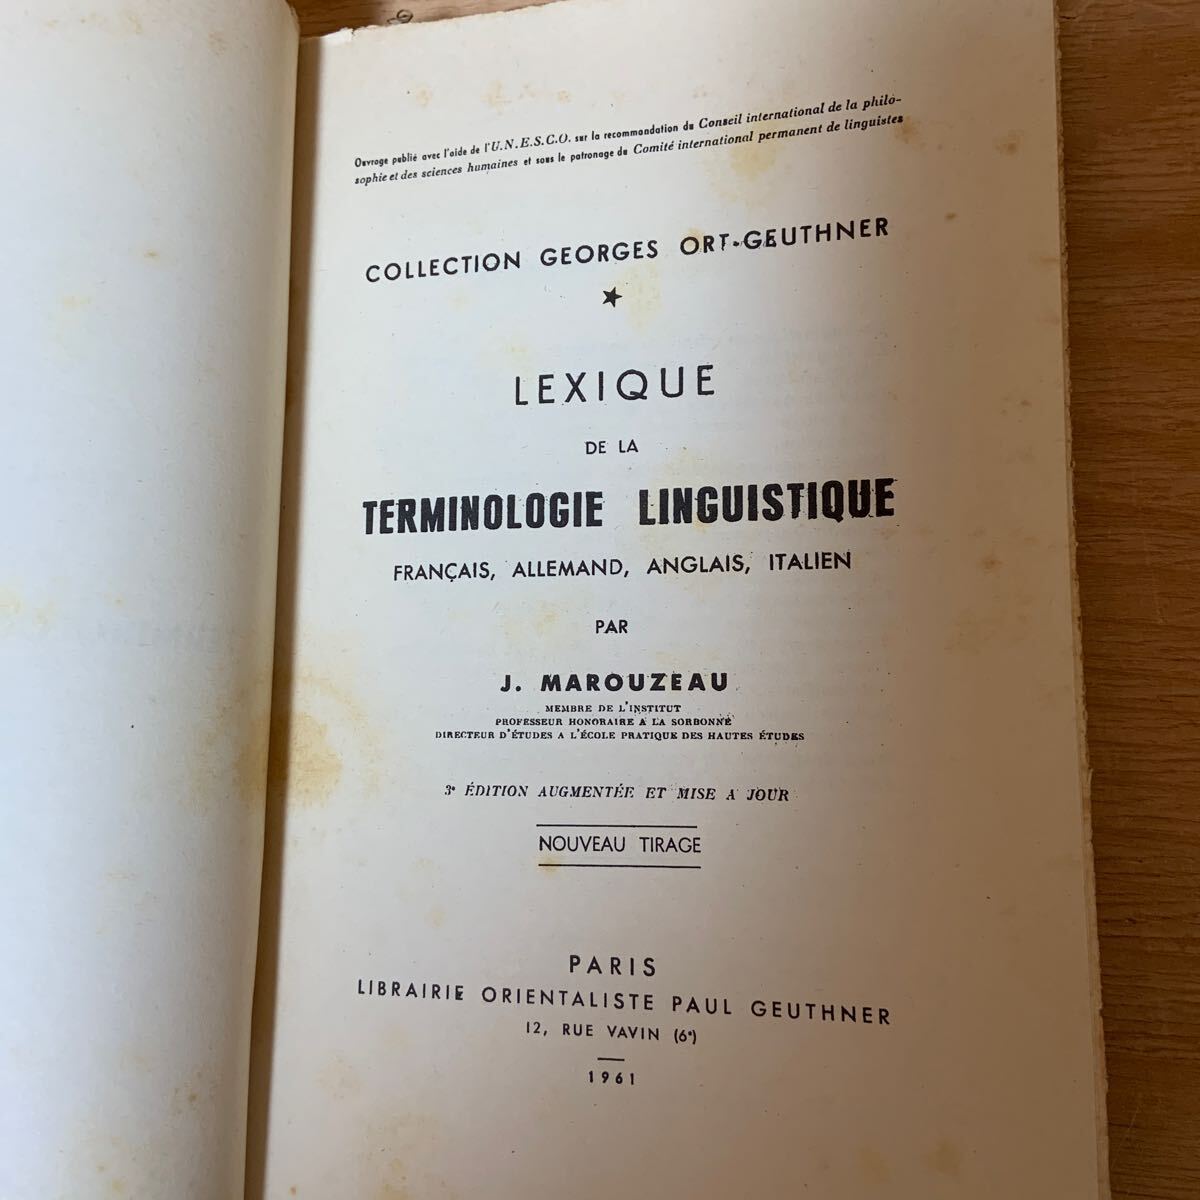 Ouvrage publié avec l'aide de l'U.N.E.S.C.O. sur la recommandation du Conseil international de la philo-
sophie et des sciences humaines et sous le patronage du Comité international permanent de linguistes
COLLECTION GEORGES ORT-GEUTHNER
★
LEXIQUE
DE LA
TERMINOLOGIE LINGUISTIQUE
FRANÇAIS, ALLEMAND, ANGLAIS, ITALIEN
PAR
J. MAROUZEAU
MEMBRE DE L'INSTITUT
PROFESSEUR HONORAIRE A LA SORBONNE
DIRECTEUR D'ÉTUDES A L'ÉCOLE PRATIQUE DES HAUTES ÉTUDES
3e ÉDITION AUGMENTÉE ET MISE A JOUR
NOUVEAU TIRAGE
PARIS
LIBRAIRIE ORIENTALISTE PAUL GEUTHNER
12, RUE VAVIN (6e)
1961